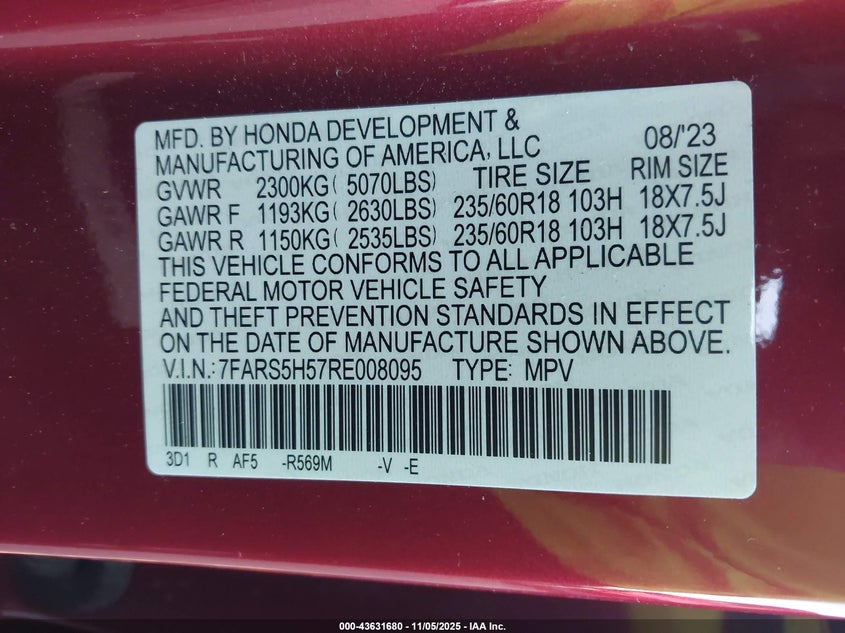 MFD. BY HONDA DEVELOPMENT &
MANUFACTURING OF AMERICA, LLC 08/'23
GVWR 2300KG( 5070LBS) TIRE SIZE RIM SIZE
GAWR F 1193KG( 2630LBS) 235/60R18 103H 18X7.5J
GAWR R 1150KG( 2535LBS) 235/60R18 103H 18X7.5J
THIS VEHICLE CONFORMS TO ALL APPLICABLE
FEDERAL MOTOR VEHICLE SAFETY
AND THEFT PREVENTION STANDARDS IN EFFECT
ON THE DATE OF MANUFACTURE SHOWN ABOVE.
V.I.N.:7FARS5H57RE008095 TYPE: MPV
3D1 R AF5 -R569M -V -E
000-43631680 - 11/05/2025 - IAA Inc.